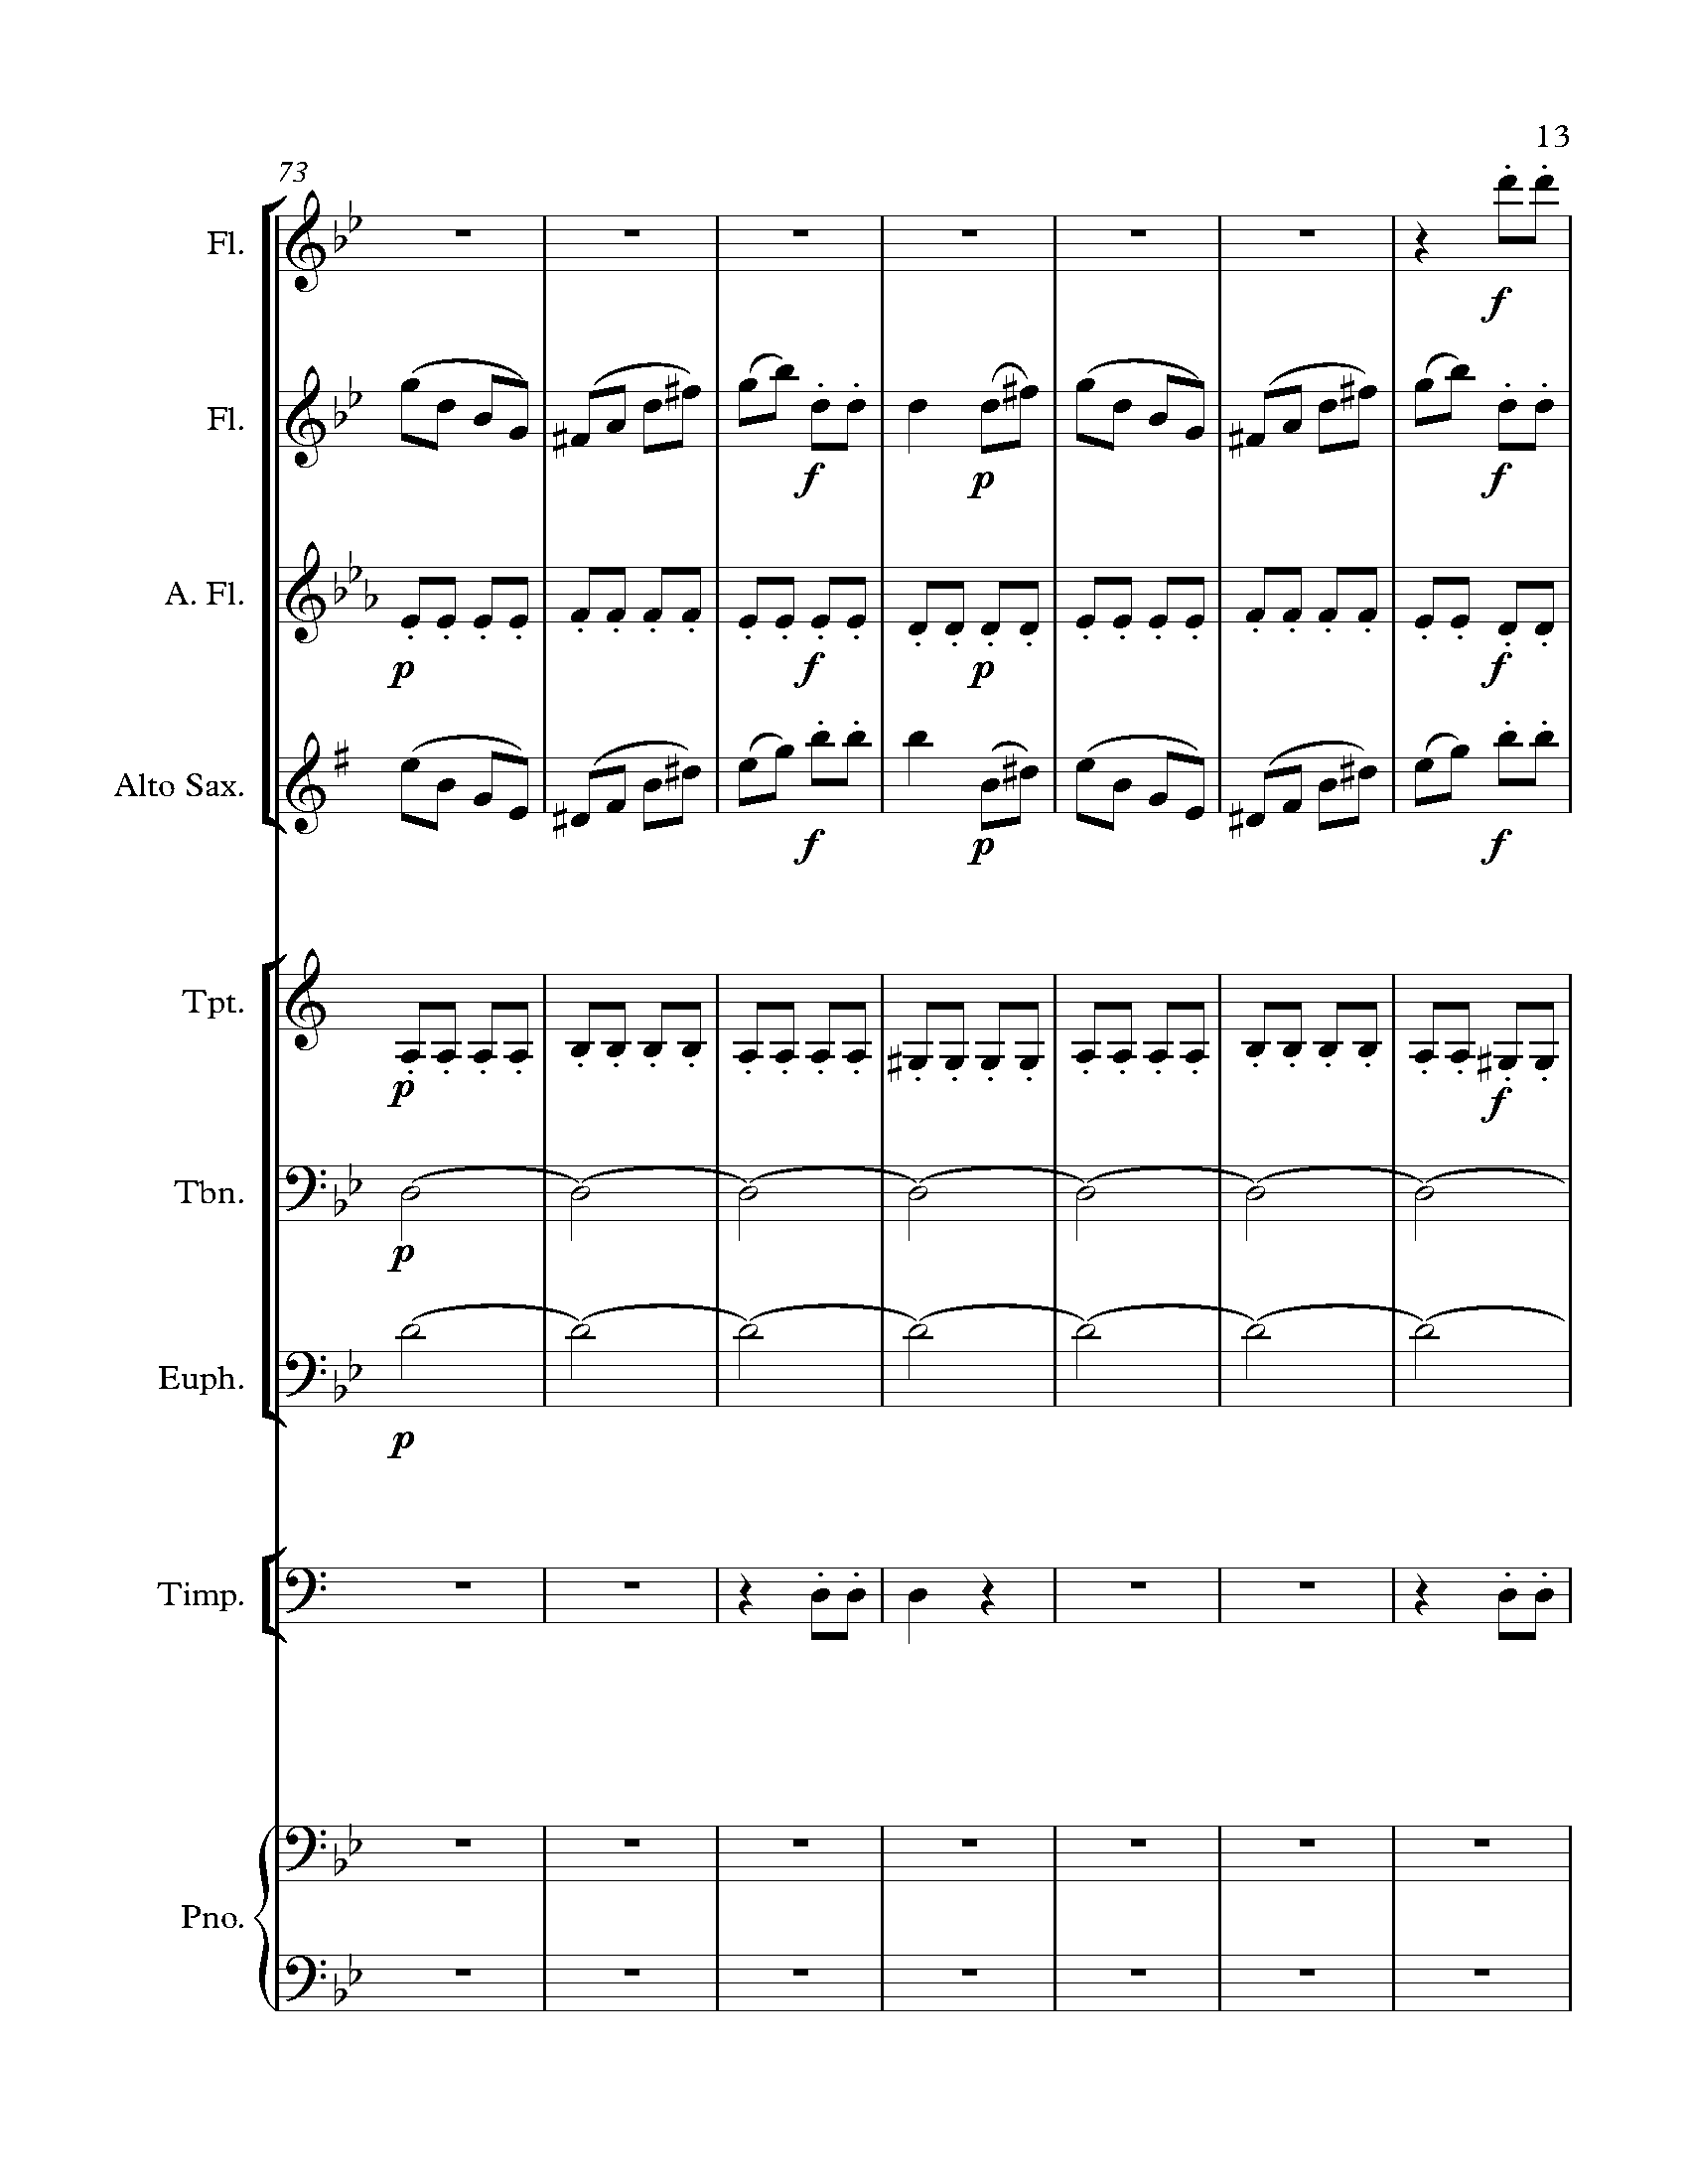 13
73
Fl.
f
Fl.
f p f
A. Fl.
p f p f
Alto Sax.
f p f
Tpt.
p f
Tbn.
p
Euph.
p
Timp.
Pno.